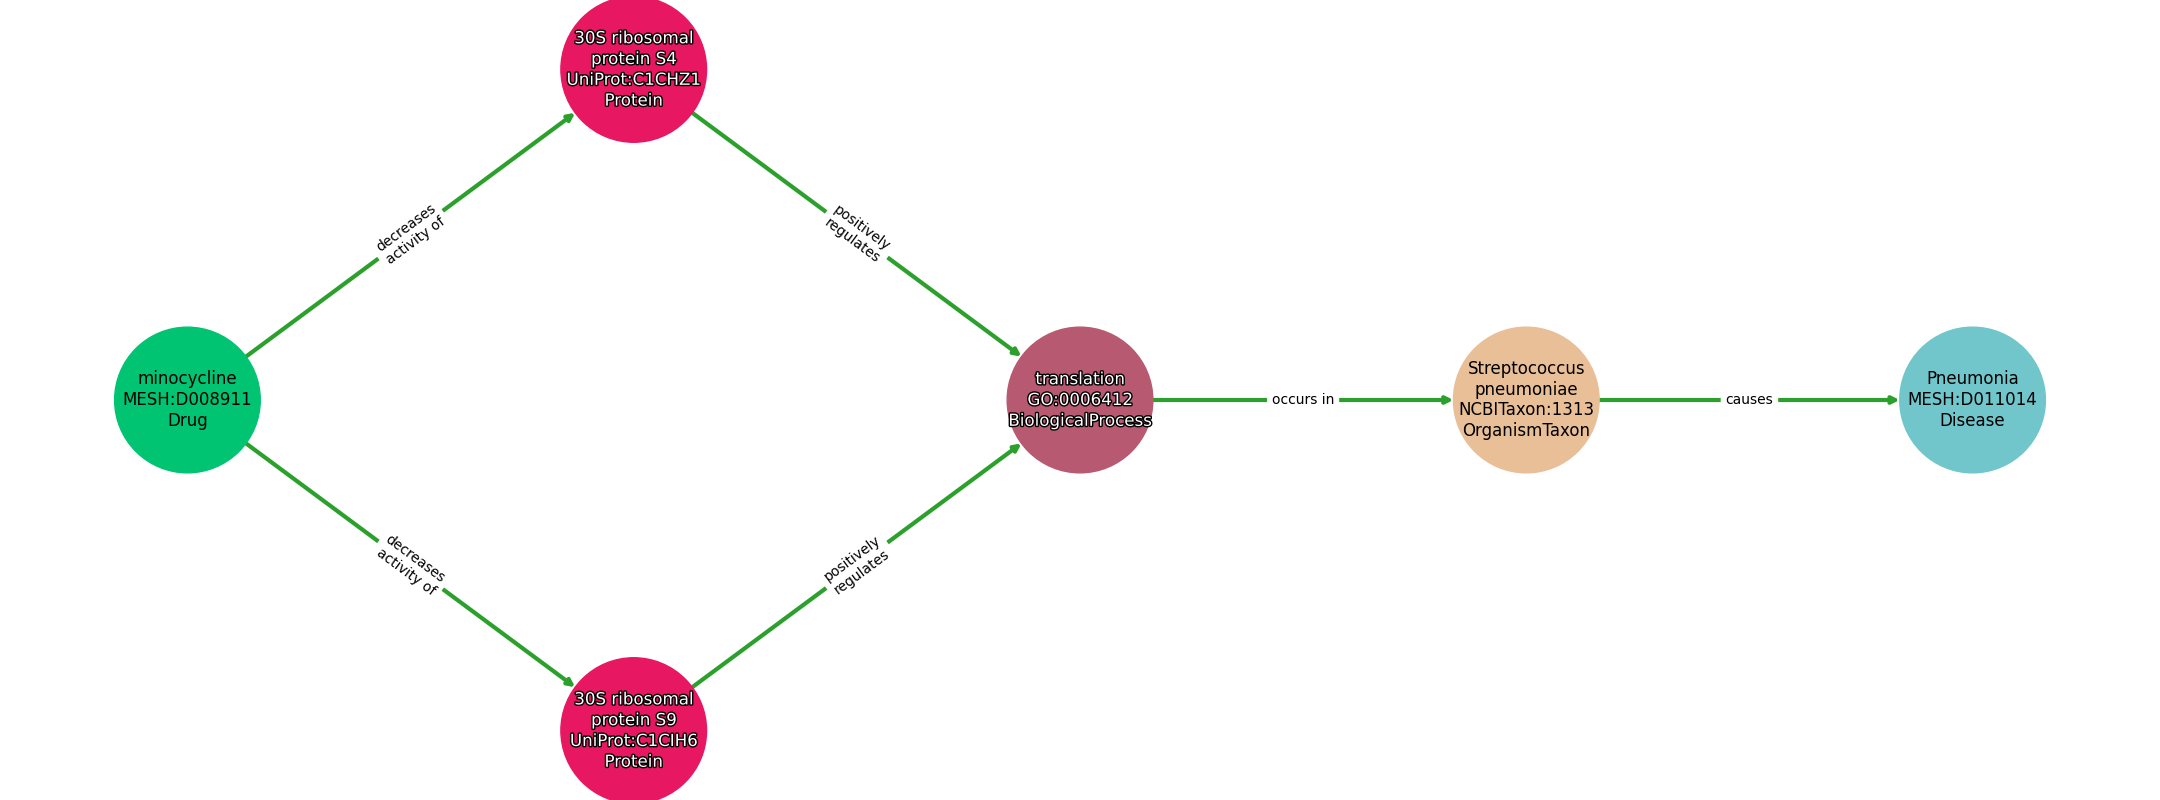 30S ribosomal
protein S4
UniProt:C1CHZ1
Protein
decreases
activity of
positively
regulates
minocycline
MESH:D008911
Drug
translation
GO:0006412
BiologicalProcess
occurs in
Streptococcus
pneumoniae
NCBITaxon:1313
OrganismTaxon
causes
Pneumonia
MESH:D011014
Disease
decreases
activity of
positively
regulates
30S ribosomal
protein S9
UniProt:C1CIH6
Protein